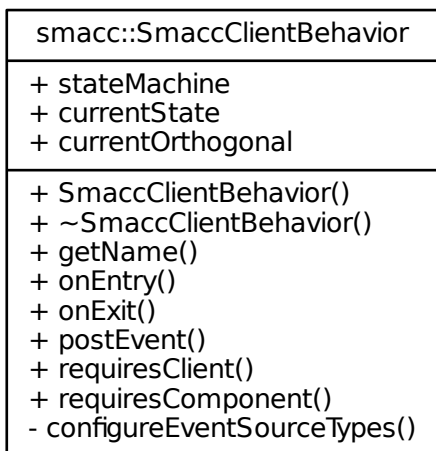 smacc::SmaccClientBehavior
+ stateMachine
+ currentState
+ currentOrthogonal
+ SmaccClientBehavior()
+ ~SmaccClientBehavior()
+ getName()
+ onEntry()
+ onExit()
+ postEvent()
+ requiresClient()
+ requiresComponent()
- configureEventSourceTypes()